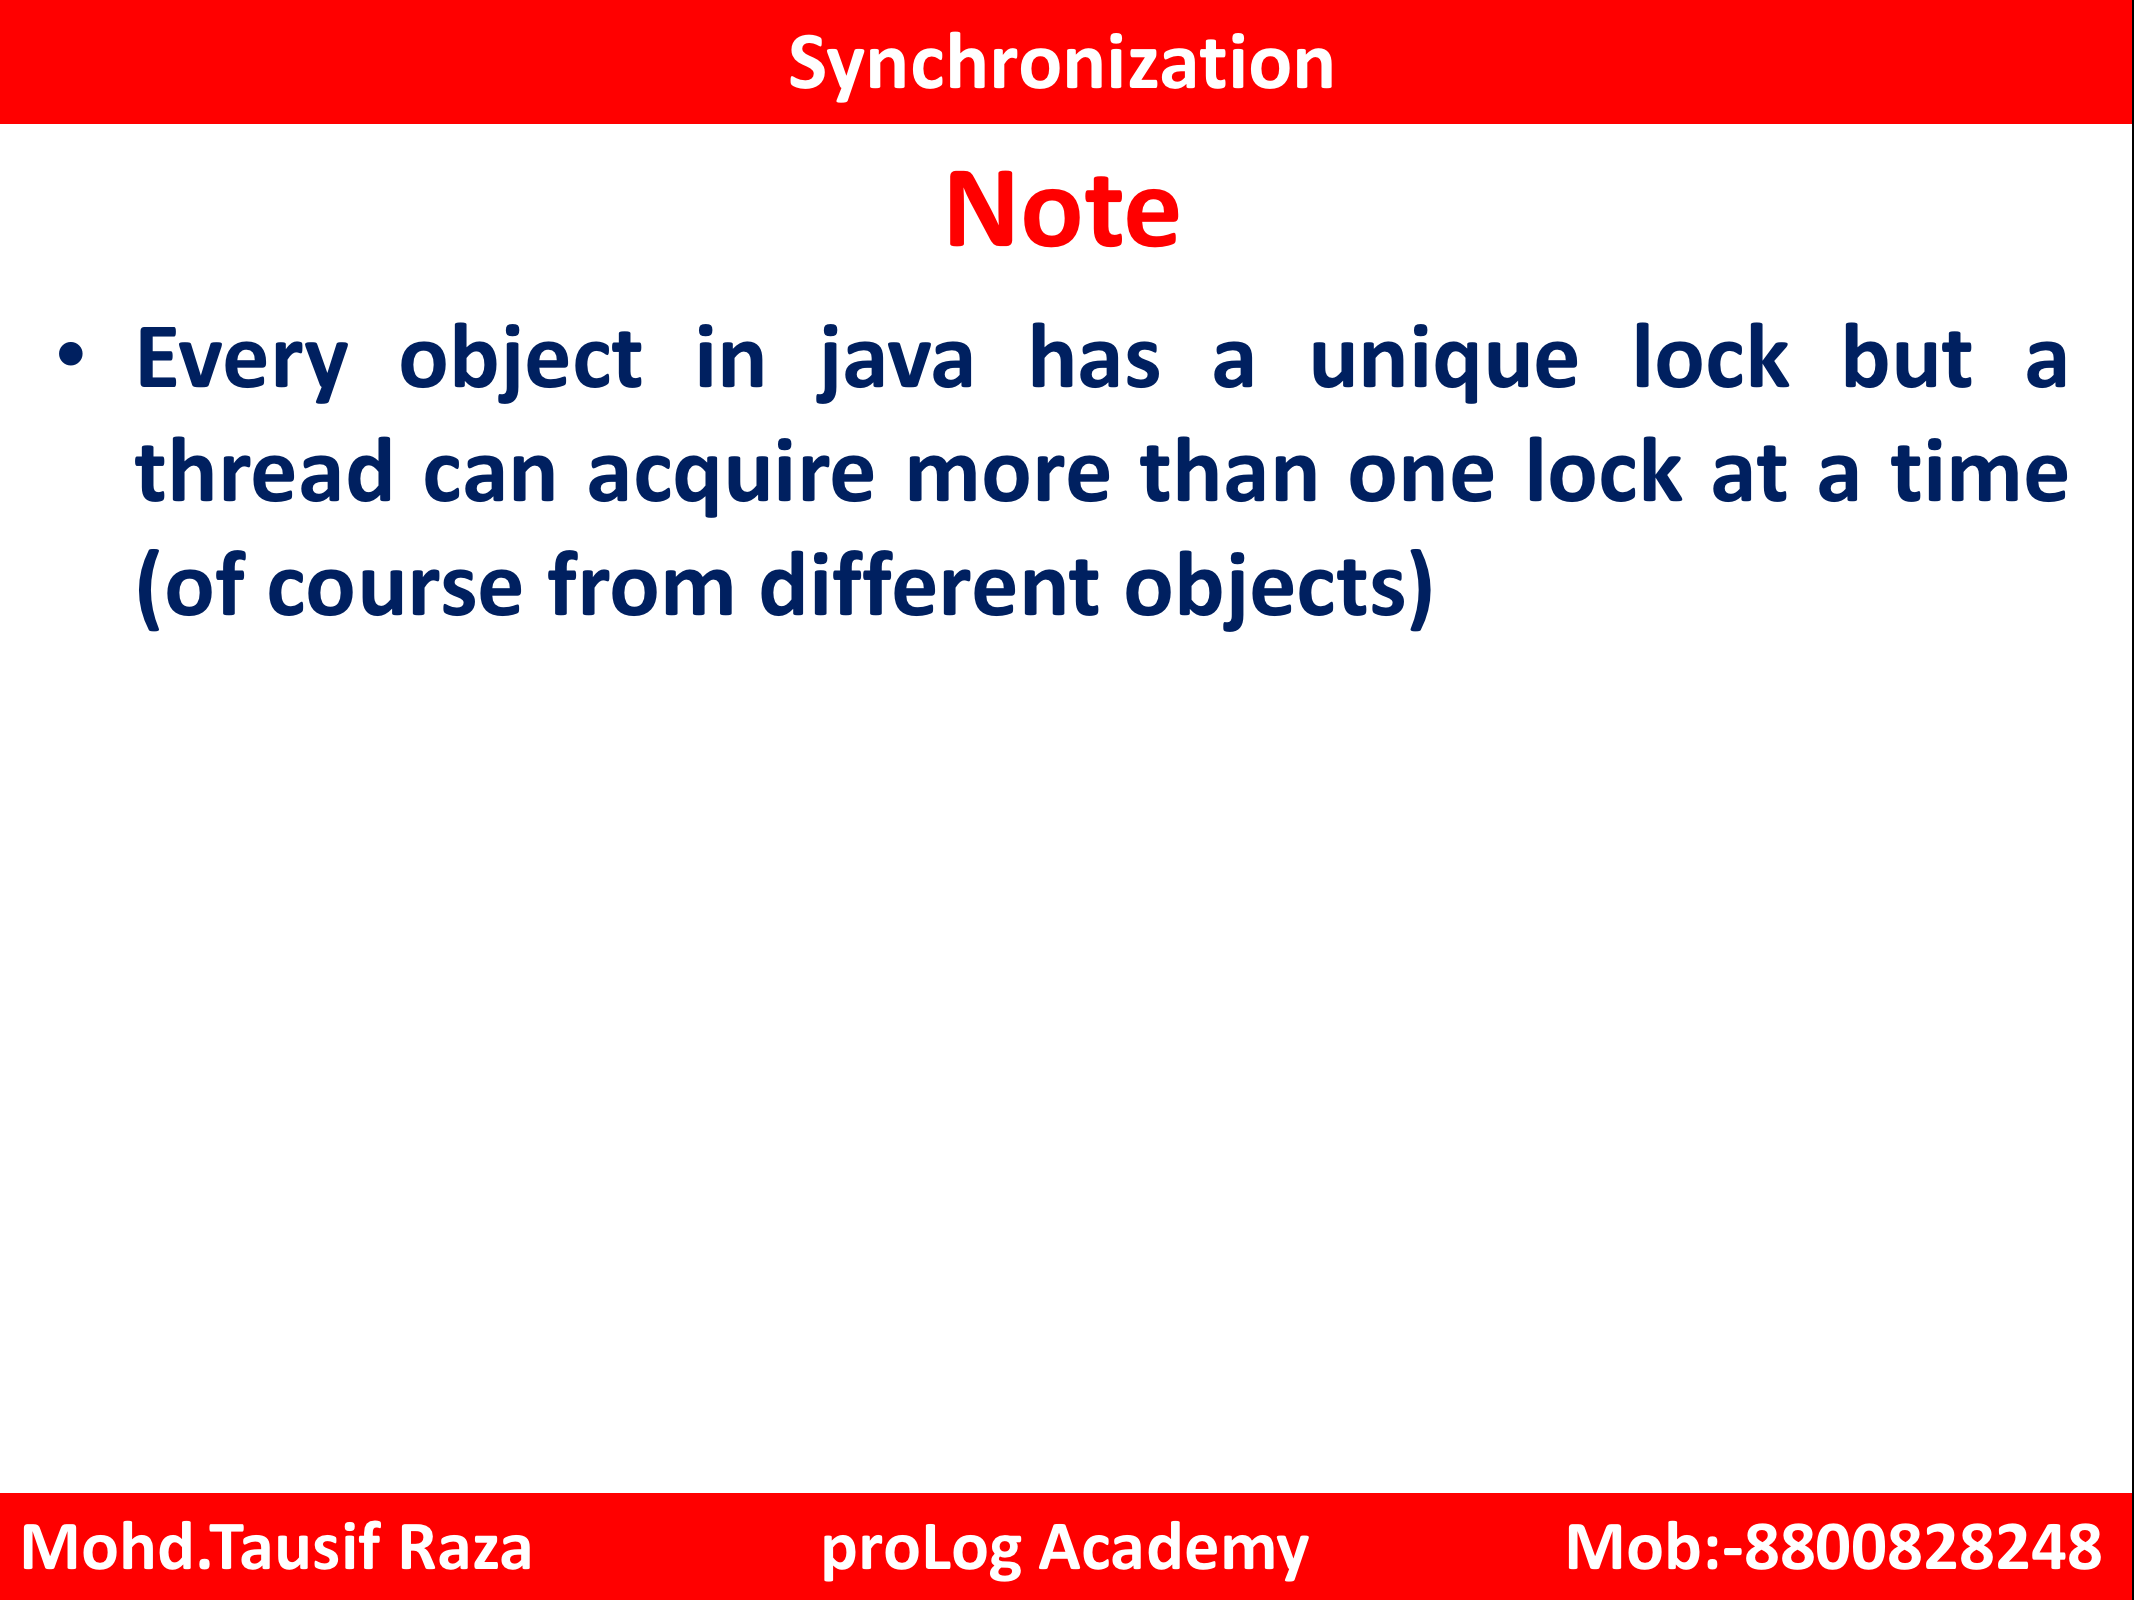 Synchronization
Note
• Every object in java has a unique lock but a
thread can acquire more than one lock at a time
(of course from different objects)
Mohd.Tausif Raza proLog Academy Mob:-8800828248